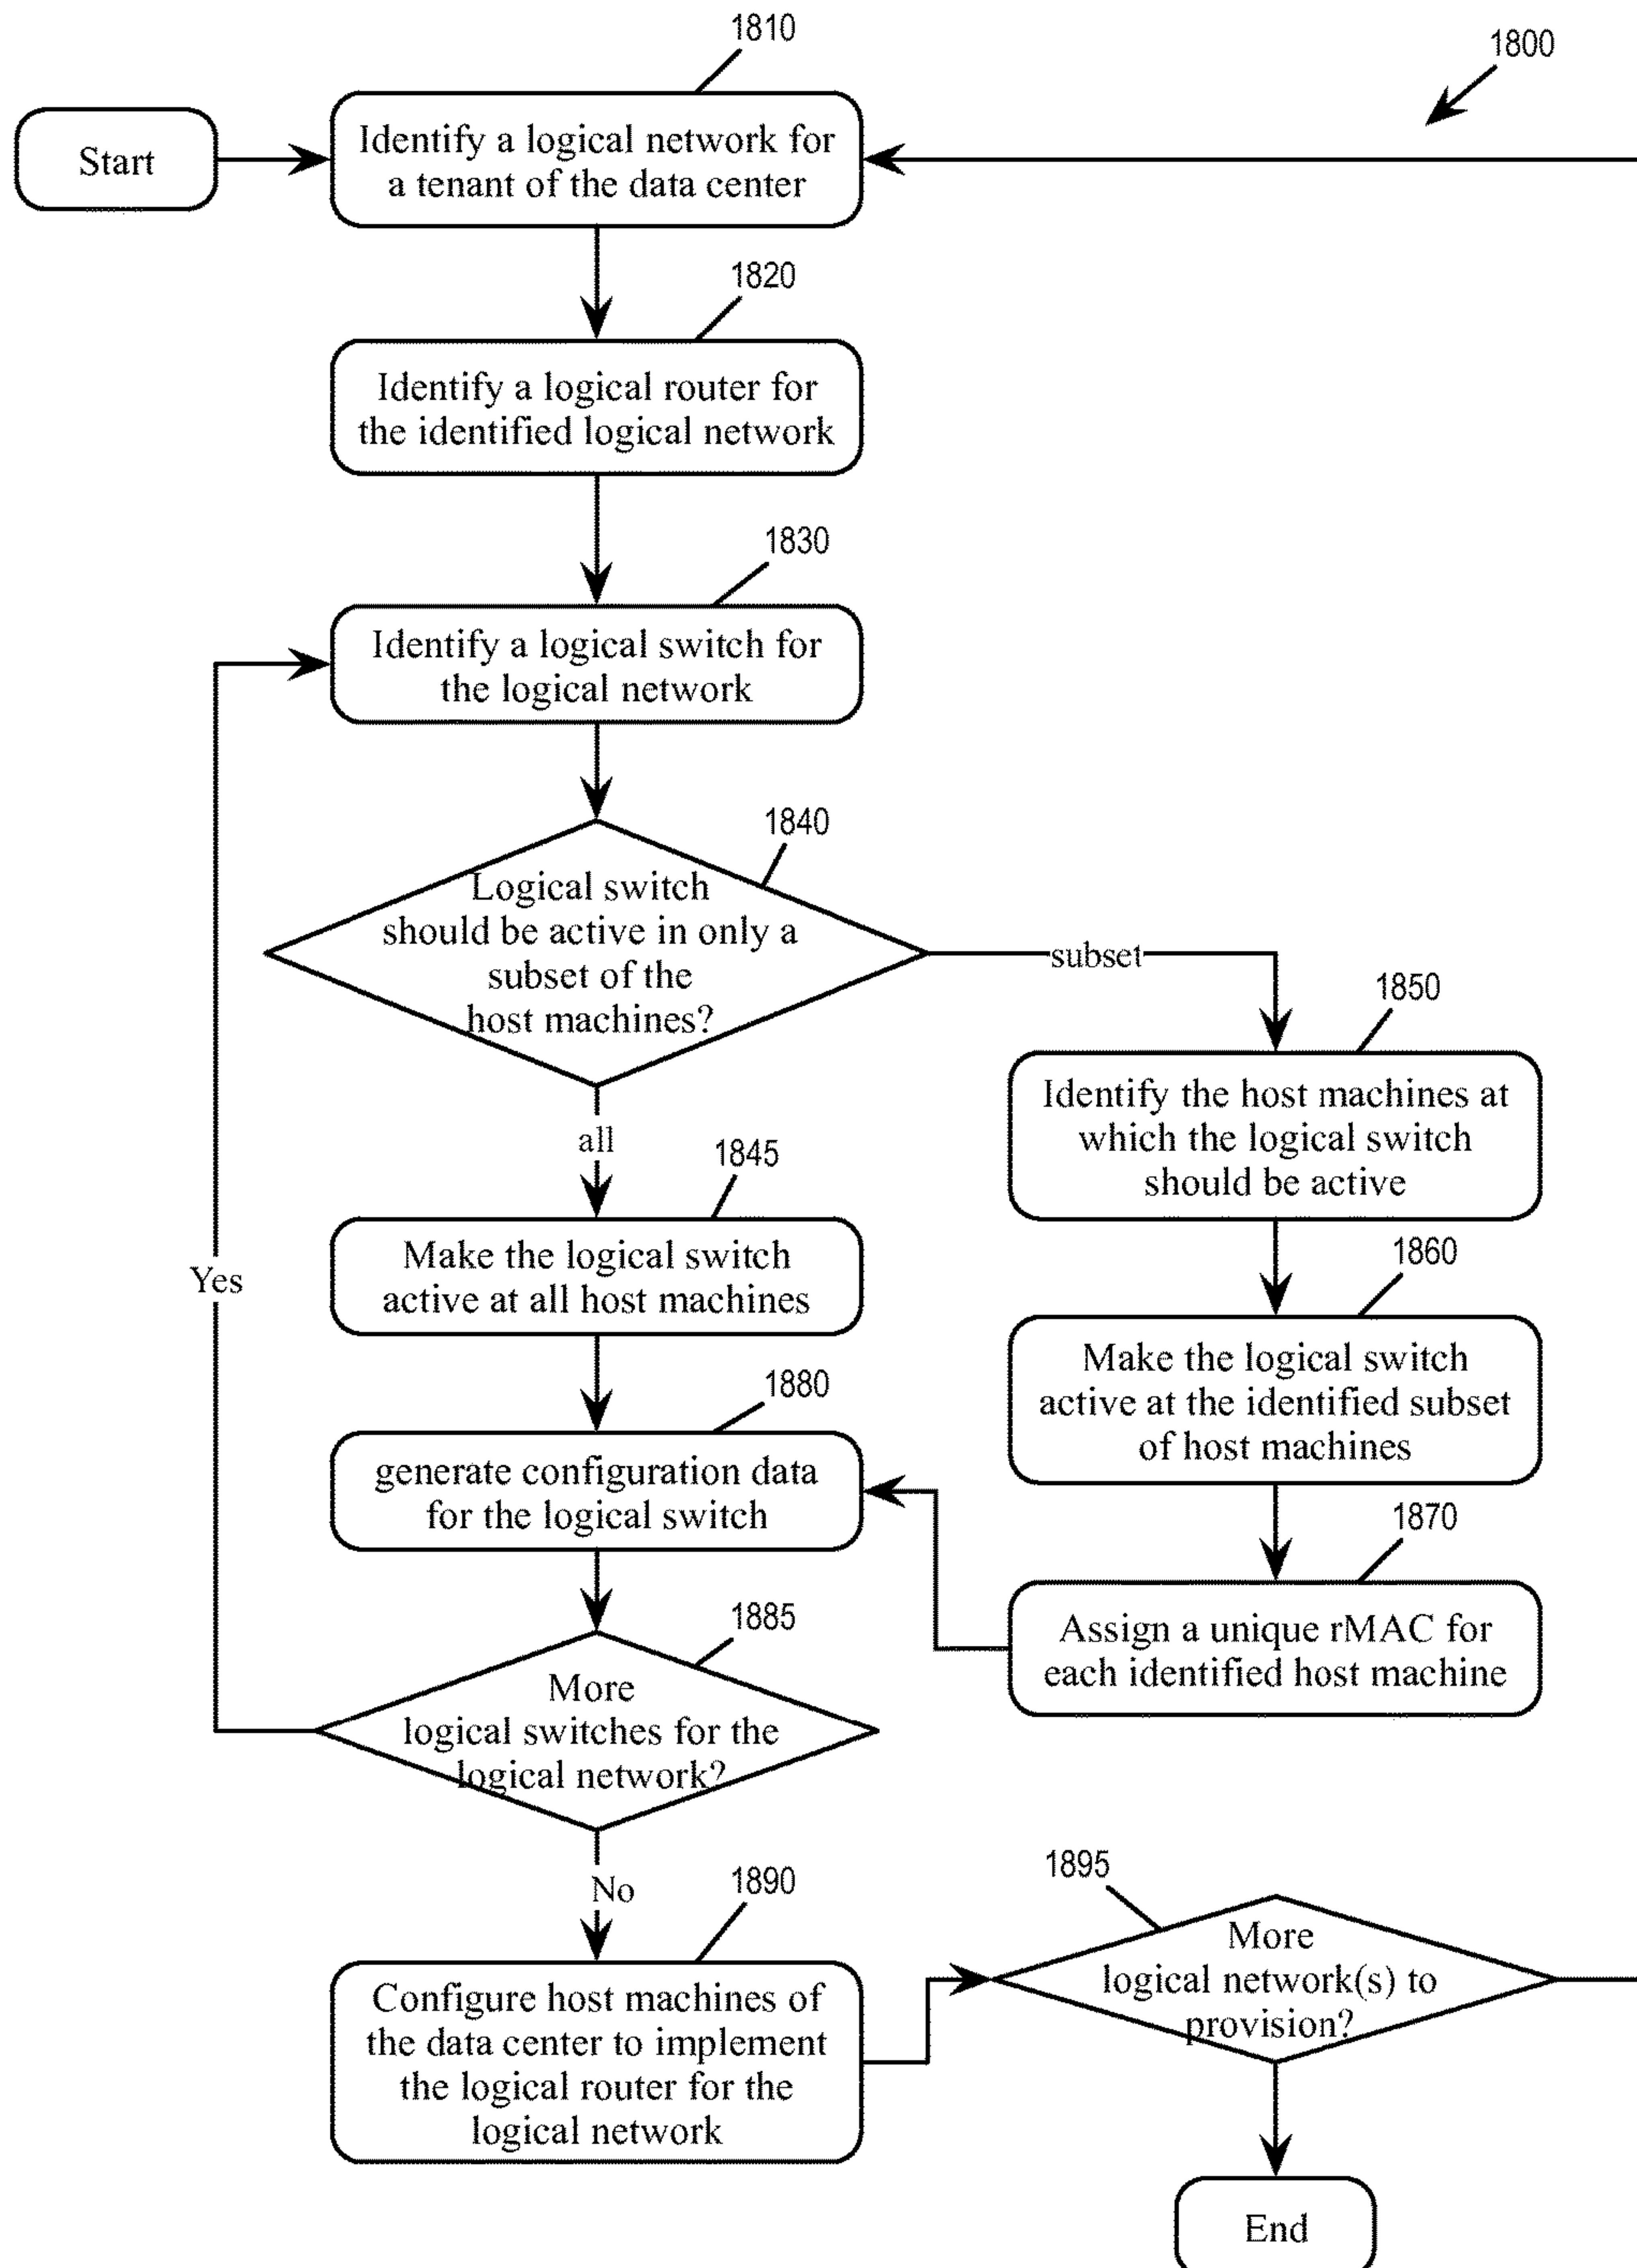 1810
1800
Start
Identify a logical network for
a tenant of the data center
1820
Identify a logical router for
the identified logical network
1830
Identify a logical switch for
the logical network
1840
Logical switch
should be active in only a
subset of the
host machines?
subset
1850
Identify the host machines at
which the logical switch
should be active
all
1845
Make the logical switch
active at all host machines
1860
Make the logical switch
active at the identified subset
of host machines
Yes
1880
generate configuration data
for the logical switch
1870
Assign a unique rMAC for
each identified host machine
1885
More
logical switches for the
logical network?
No
1890
Configure host machines of
the data center to implement
the logical router for the
logical network
1895
More
logical network(s) to
provision?
End